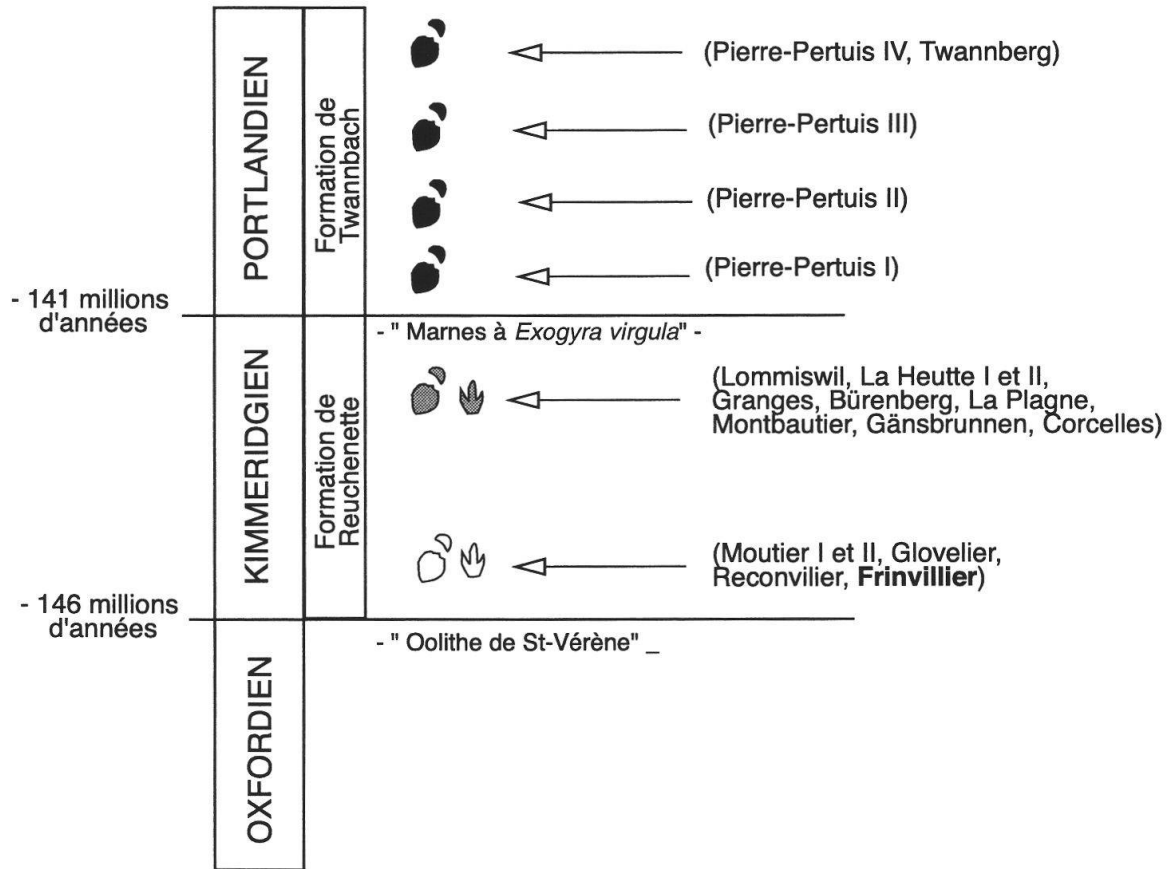 PORTLANDIEN
Formation de
Twannbach
(Pierre-Pertuis IV, Twannberg)
(Pierre-Pertuis III)
(Pierre-Pertuis II)
(Pierre-Pertuis I)
- 141 millions
d'années
- " Marnes à Exogyra virgula" -
KIMMERIDGIEN
Formation de
Reuchenette
(Lommiswil, La Heutte I et II,
Granges, Bürenberg, La Plagne,
Montbautier, Gänsbrunnen, Corcelles)
(Moutier I et II, Glovelier,
Reconvilier, Frinvillier)
- 146 millions
d'années
- " Oolithe de St-Vérène" _
OXFORDIEN